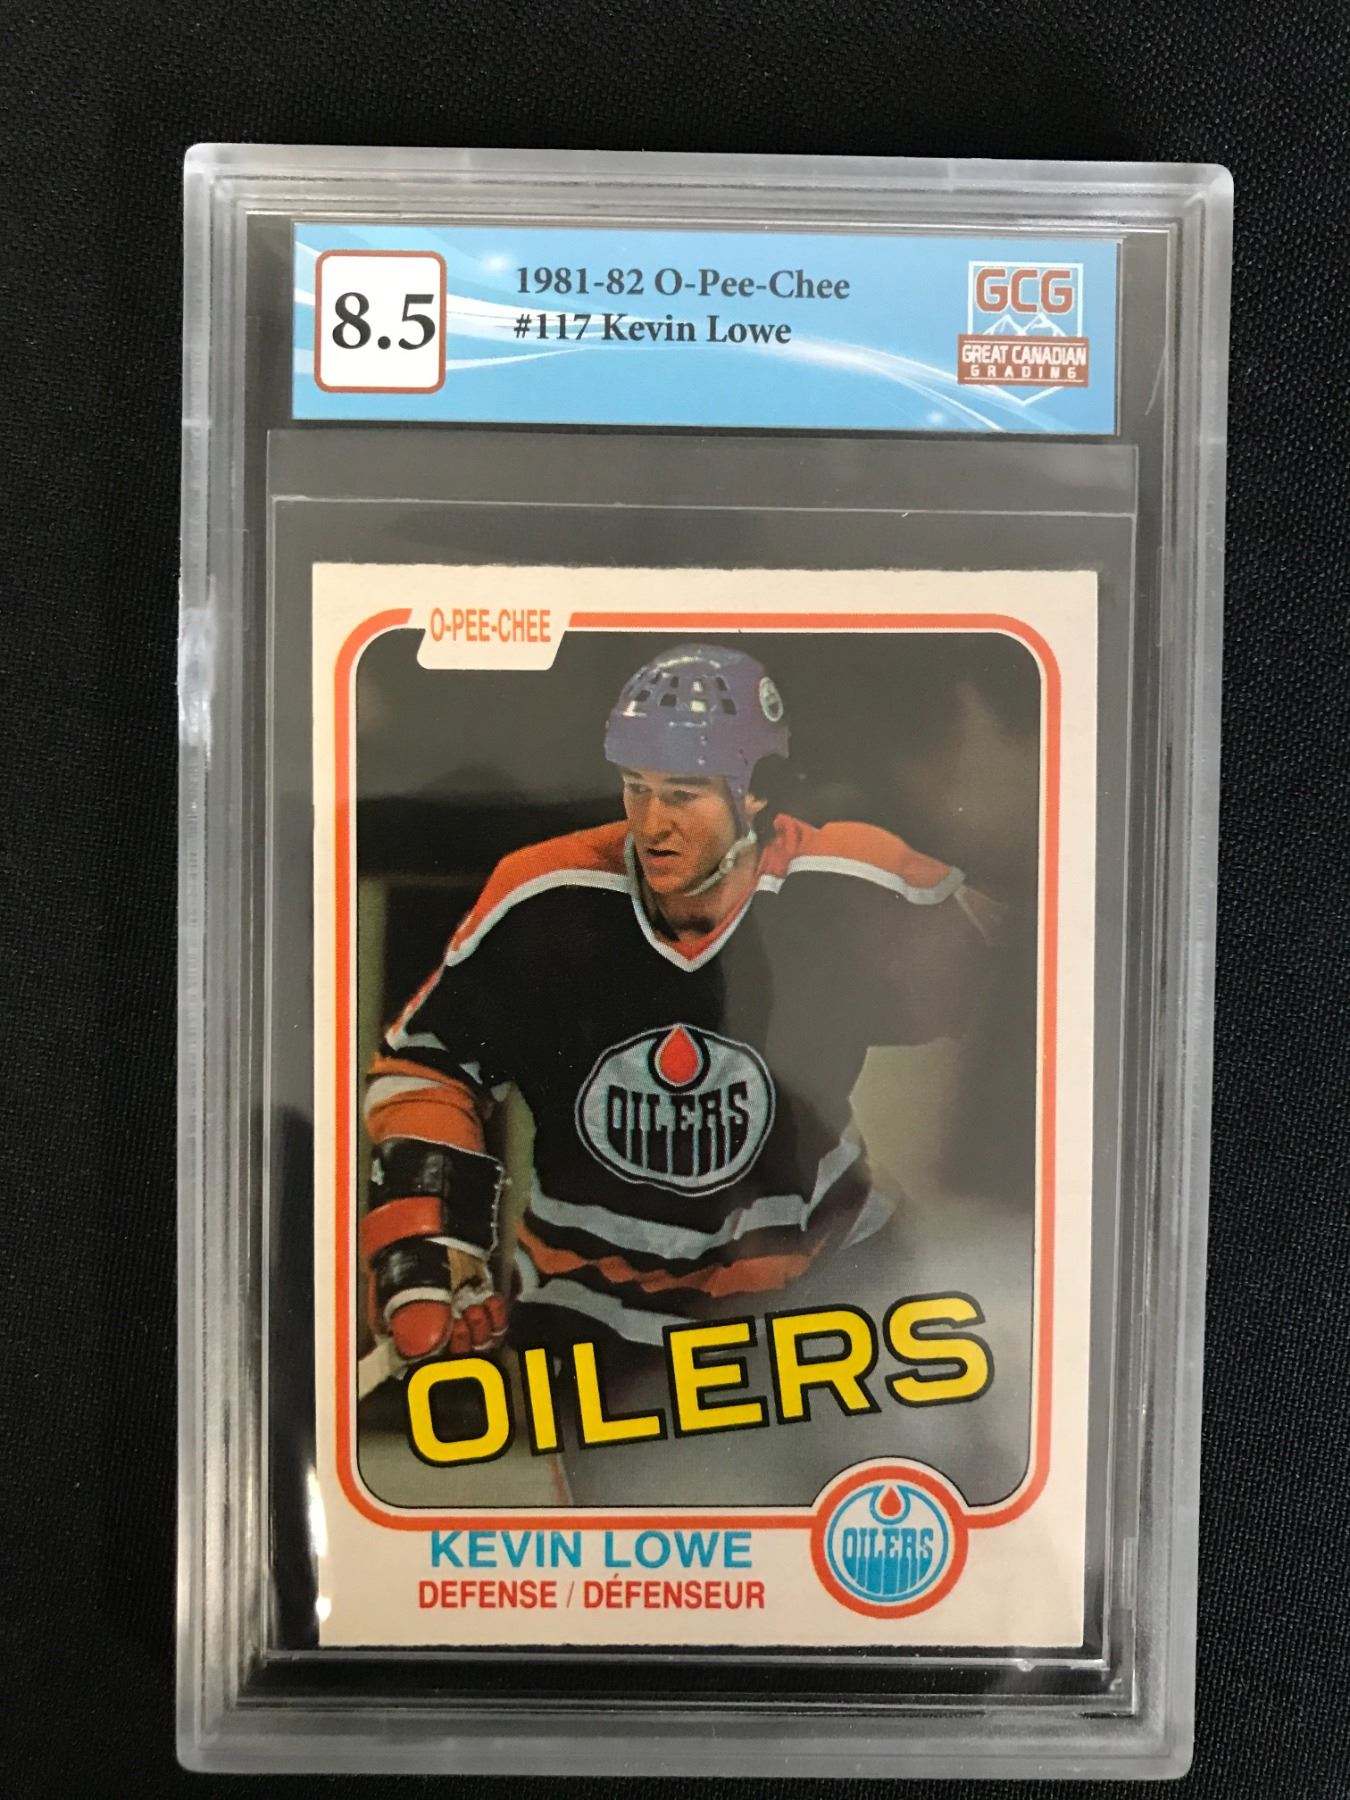 8.5
1981-82 O-Pee-Chee
#117 Kevin Lowe
GCG
GREAT CANADIAN
GRADING
O-PEE-CHEE
OILERS
OILERS
KEVIN LOWE
DEFENSE / DÉFENSEUR
OILERS